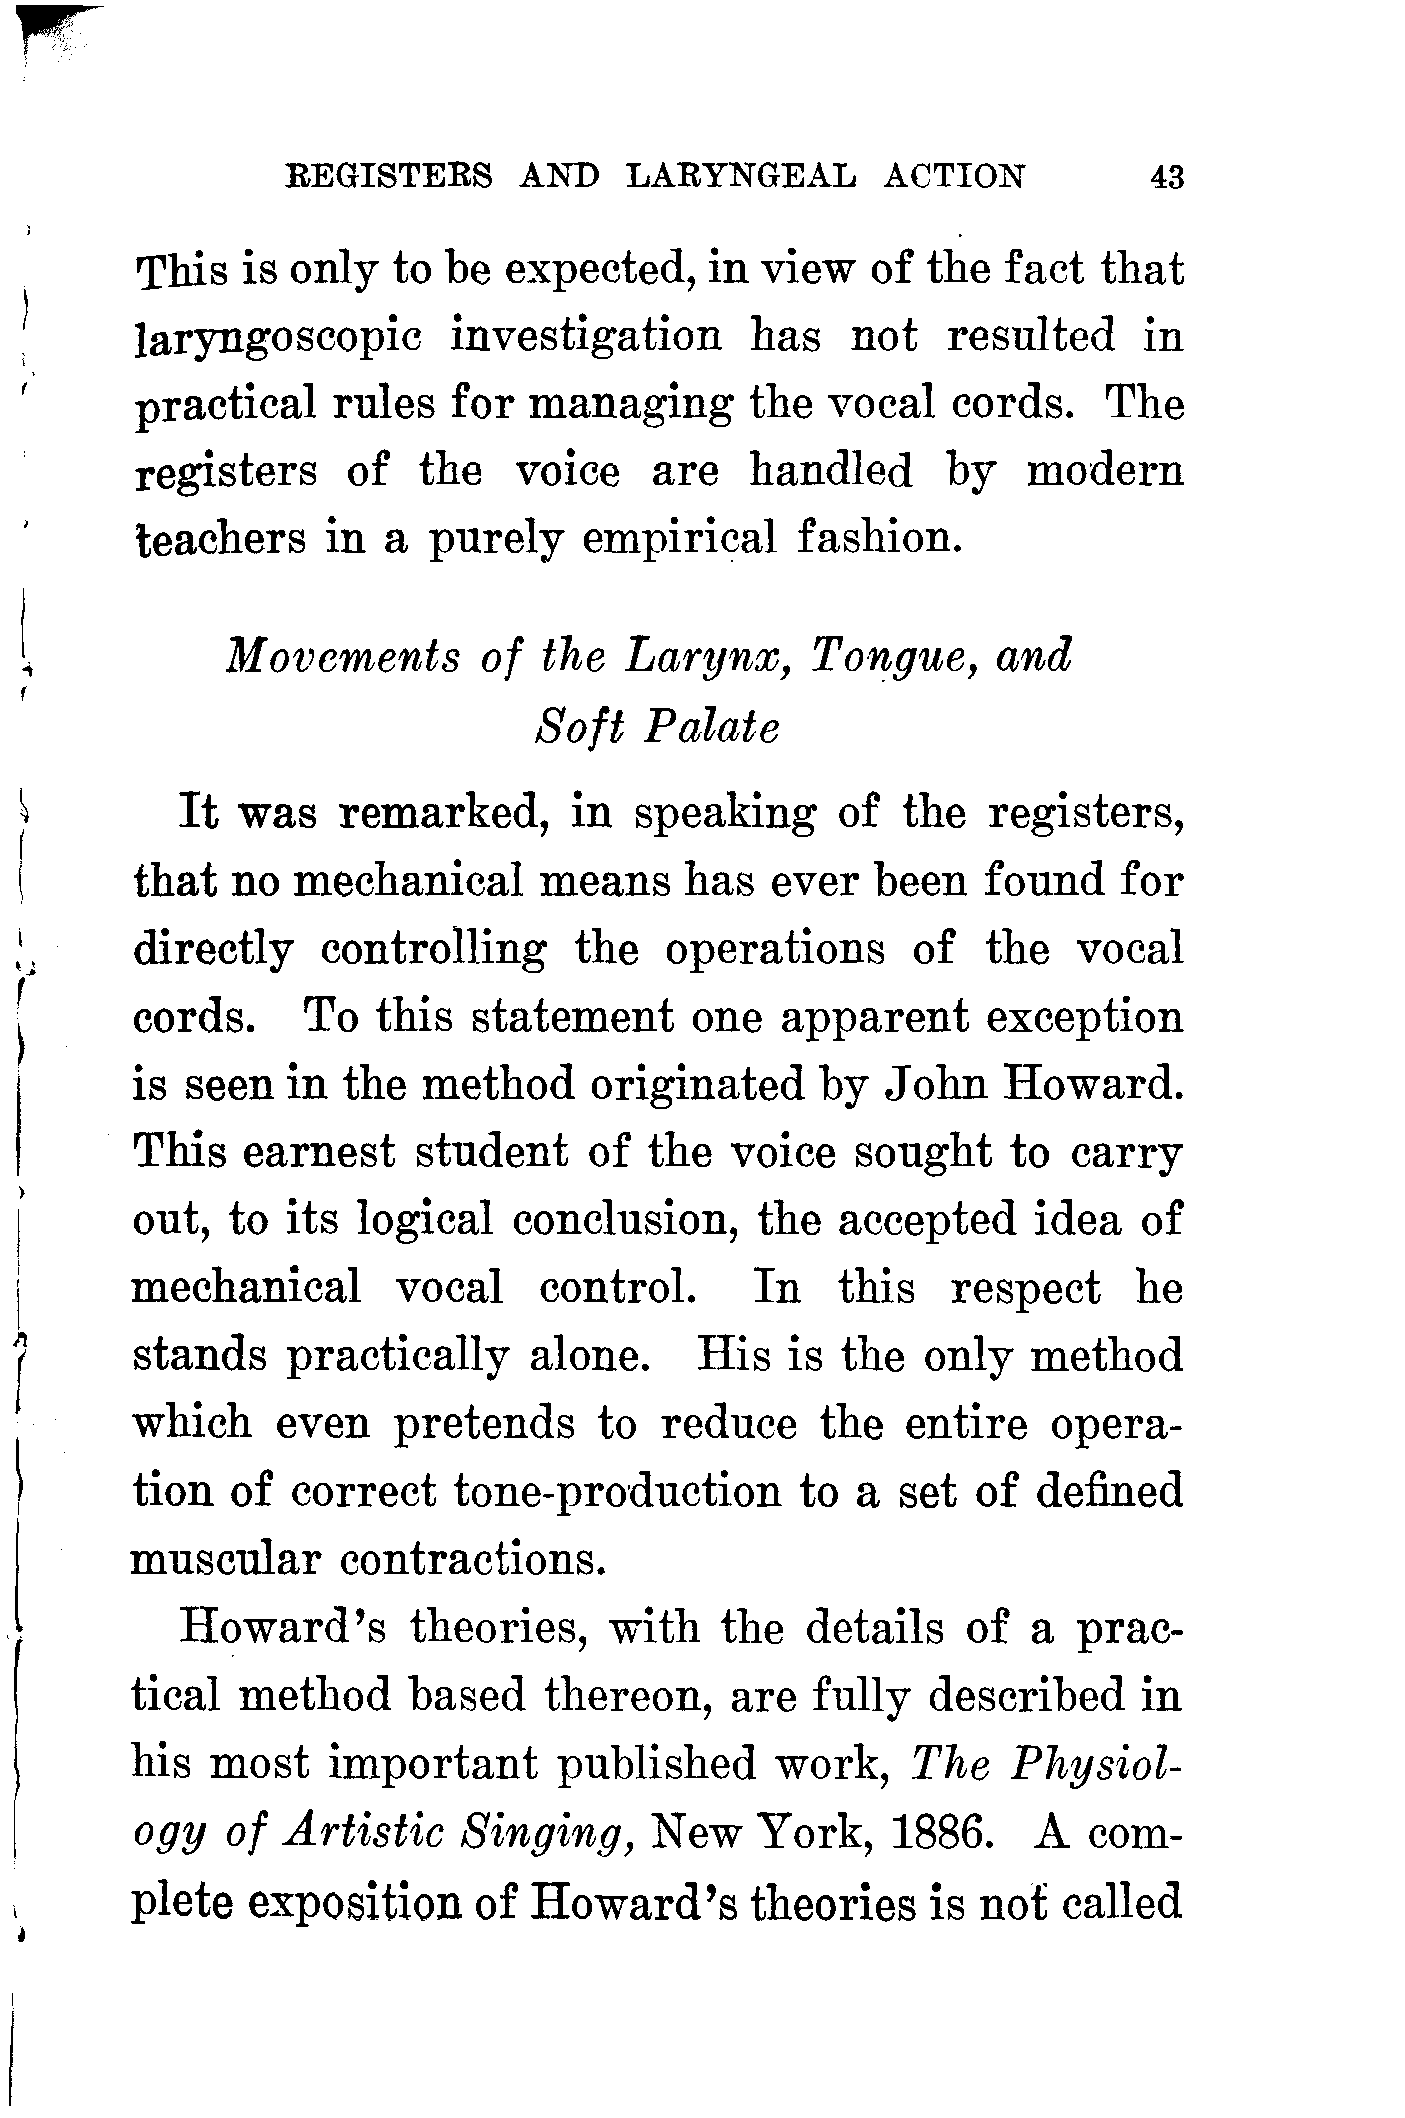 REGISTERS AND LARYNGEAL ACTION 43
This is only to be expected, in view of the fact that
laryngoscopic investigation has not resulted in
practical rules for managing the vocal cords. The
registers of the voice are handled by modern
teachers in a purely empirical fashion.
Movements of the Larynx, Tongue, and
Soft Palate
It was remarked, in speaking of the registers,
that no mechanical means has ever been found for
directly controlling the operations of the vocal
cords. To this statement one apparent exception
is seen in the method originated by John Howard.
This earnest student of the voice sought to carry
out, to its logical conclusion, the accepted idea of
mechanical vocal control. In this respect he
stands practically alone. His is the only method
which even pretends to reduce the entire opera-
tion of correct tone-production to a set of defined
muscular contractions.
Howard's theories, with the details of a prac-
tical method based thereon, are fully described in
his most important published work, The Physiol-
ogy of Artistic Singing, New York, 1886. A com-
plete exposition of Howard's theories is not called